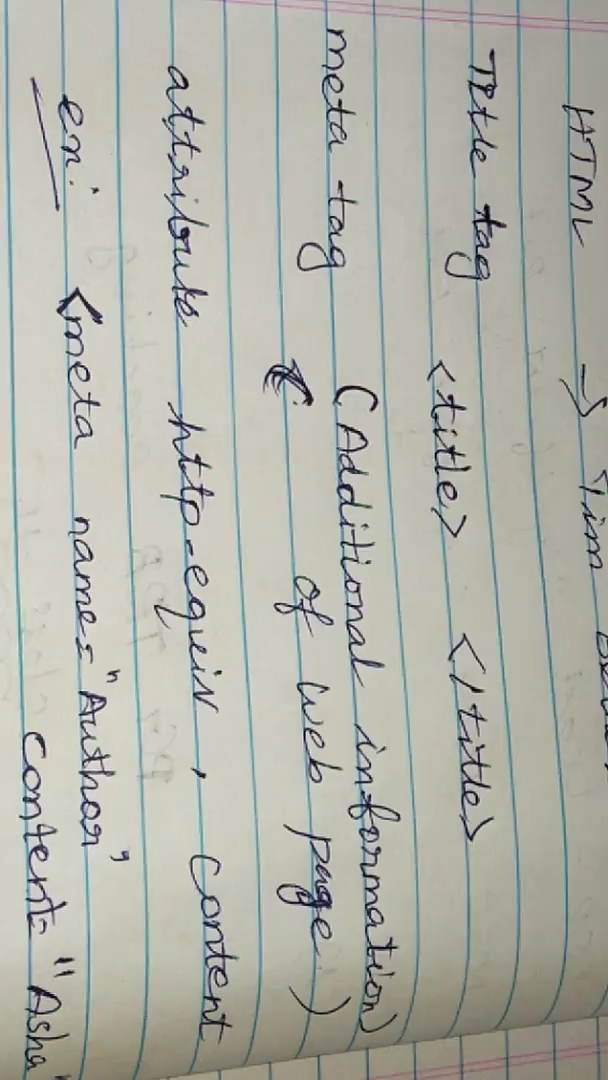 HTML → Tim
Title tag <title> </title>
meta tag (Additional information)
of web page)
attribute http-equiv, content
en: <meta name="Author"
Content="Asha"